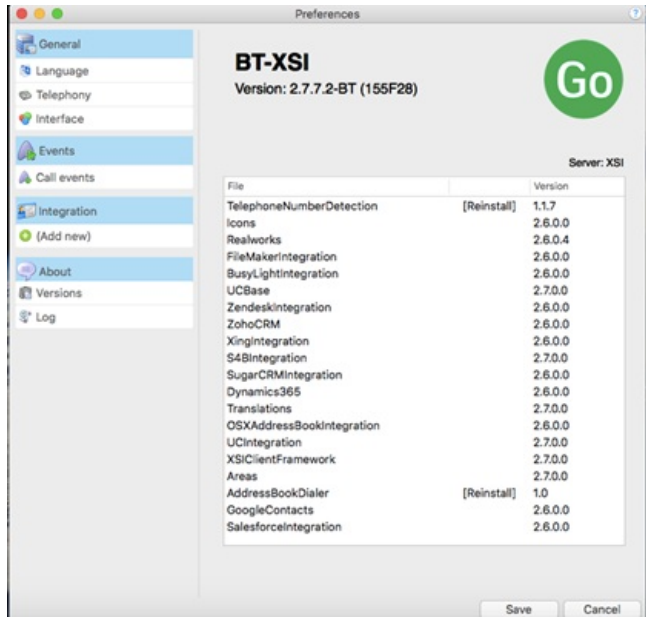 Preferences
?
General
Language
Telephony
Interface
Events
Call events
Integration
(Add new)
About
Versions
Log
BT-XSI
Version: 2.7.7.2-BT (155F28)
Go
Server: XSI
File Version
TelephoneNumberDetection [Reinstall] 1.1.7
Icons 2.6.0.0
Realworks 2.6.0.4
FileMakerIntegration 2.6.0.0
BusyLightIntegration 2.6.0.0
UCBase 2.7.0.0
ZendeskIntegration 2.6.0.0
ZohoCRM 2.6.0.0
XingIntegration 2.6.0.0
S4BIntegration 2.7.0.0
SugarCRMIntegration 2.6.0.0
Dynamics365 2.6.0.0
Translations 2.7.0.0
OSXAddressBookIntegration 2.6.0.0
UCIntegration 2.7.0.0
XSIClientFramework 2.7.0.0
Areas 2.7.0.0
AddressBookDialer [Reinstall] 1.0
GoogleContacts 2.6.0.0
SalesforceIntegration 2.6.0.0
Save Cancel